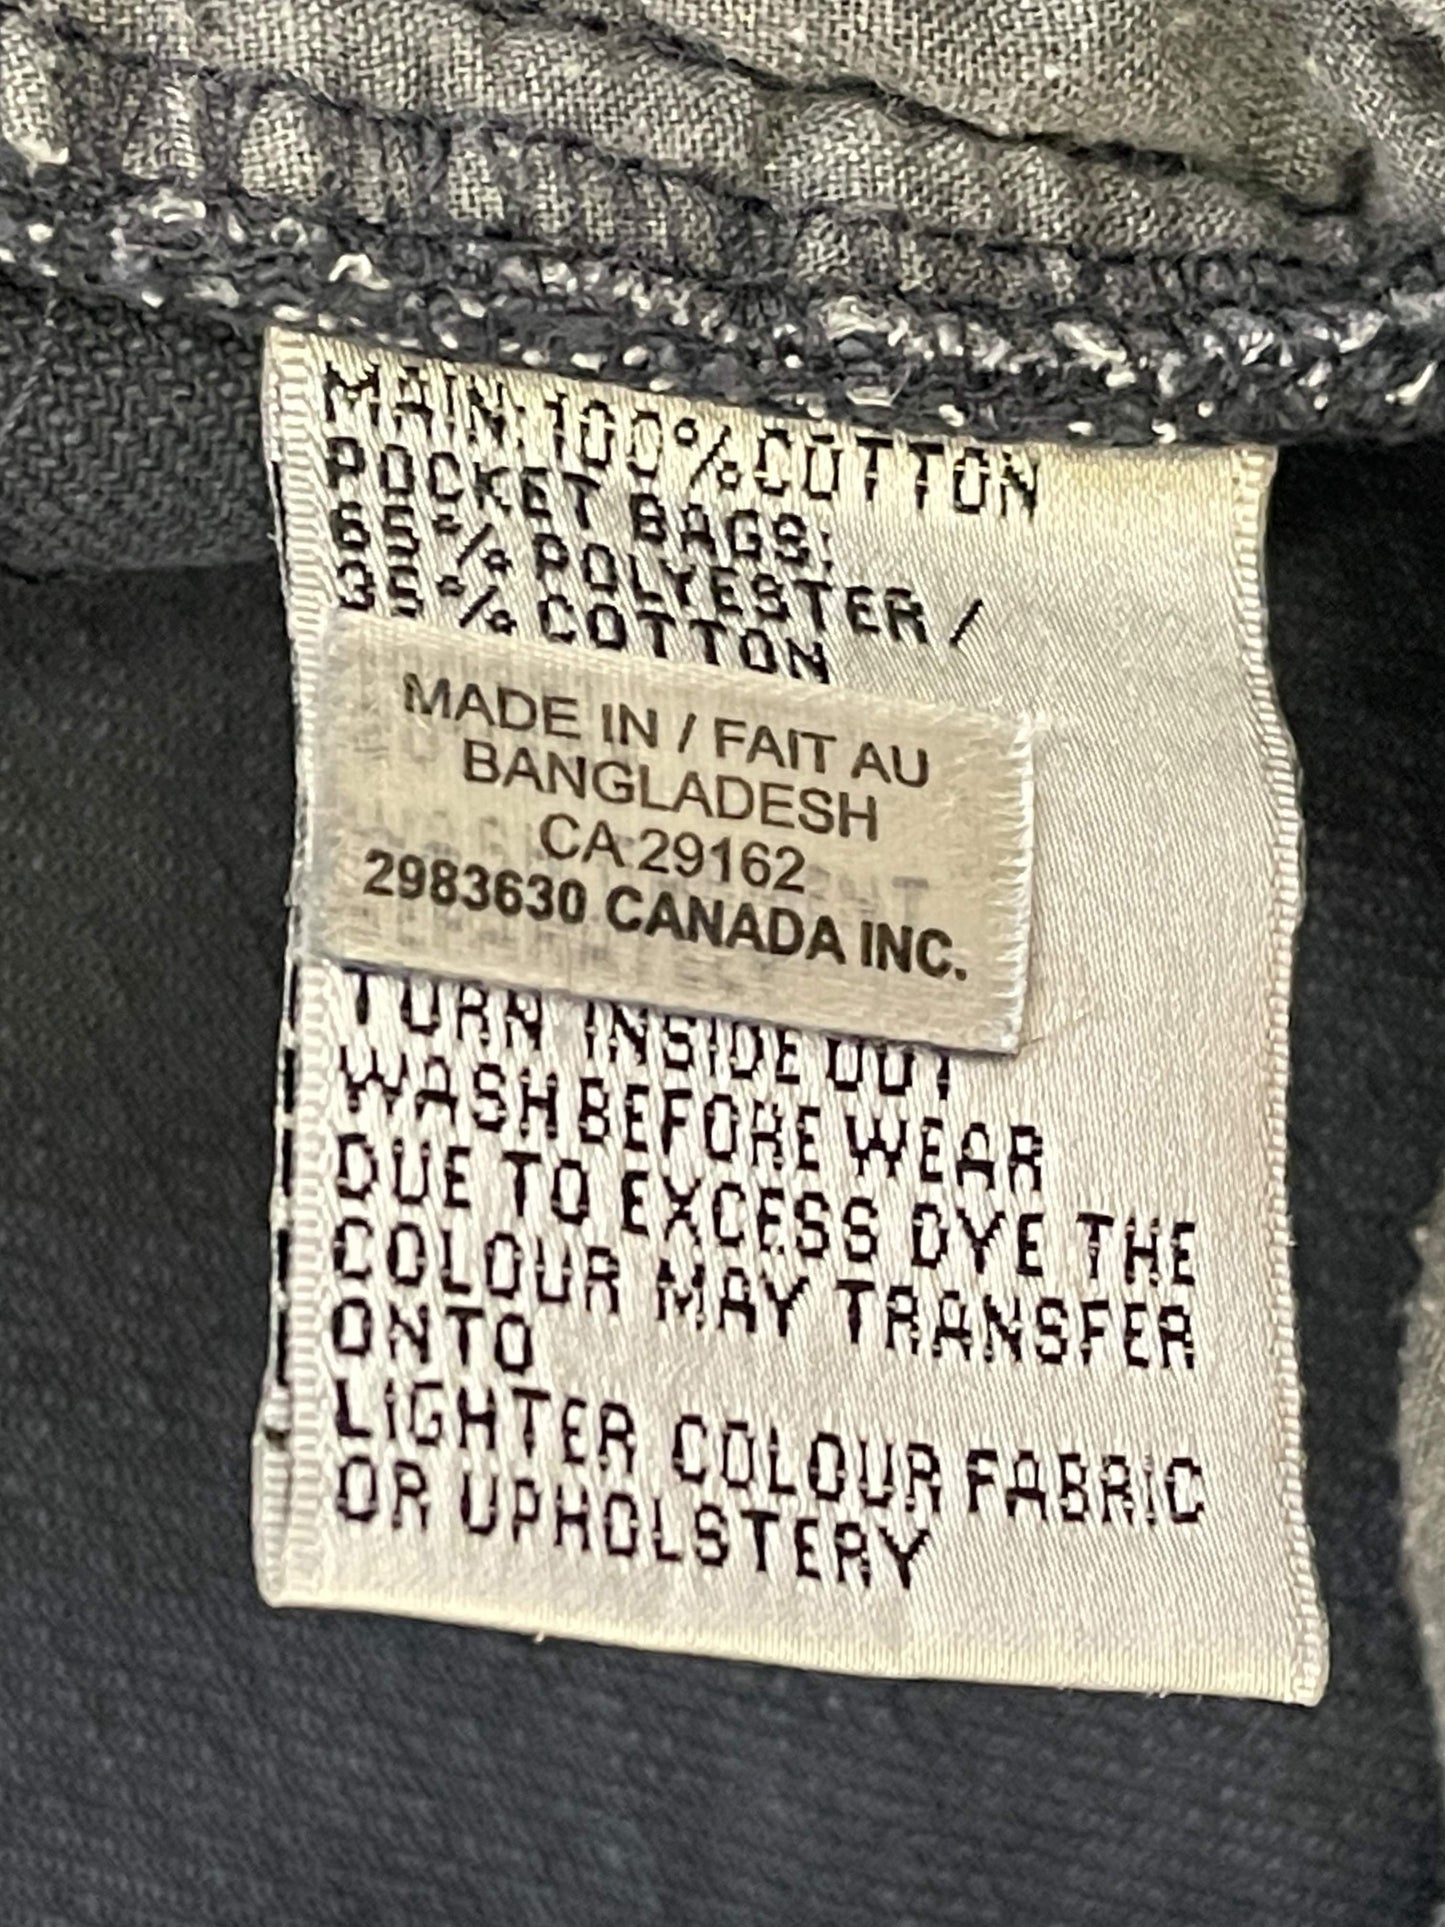 MAIN: 100% COTTON
POCKET BAGS:
65% POLYESTER /
35% COTTON
MADE IN / FAIT AU
BANGLADESH
CA 29162
2983630 CANADA INC.
TURN INSIDE OUT
WASH BEFORE WEAR
DUE TO EXCESS DYE THE
COLOUR MAY TRANSFER
ONTO
LIGHTER COLOUR FABRIC
OR UPHOLSTERY